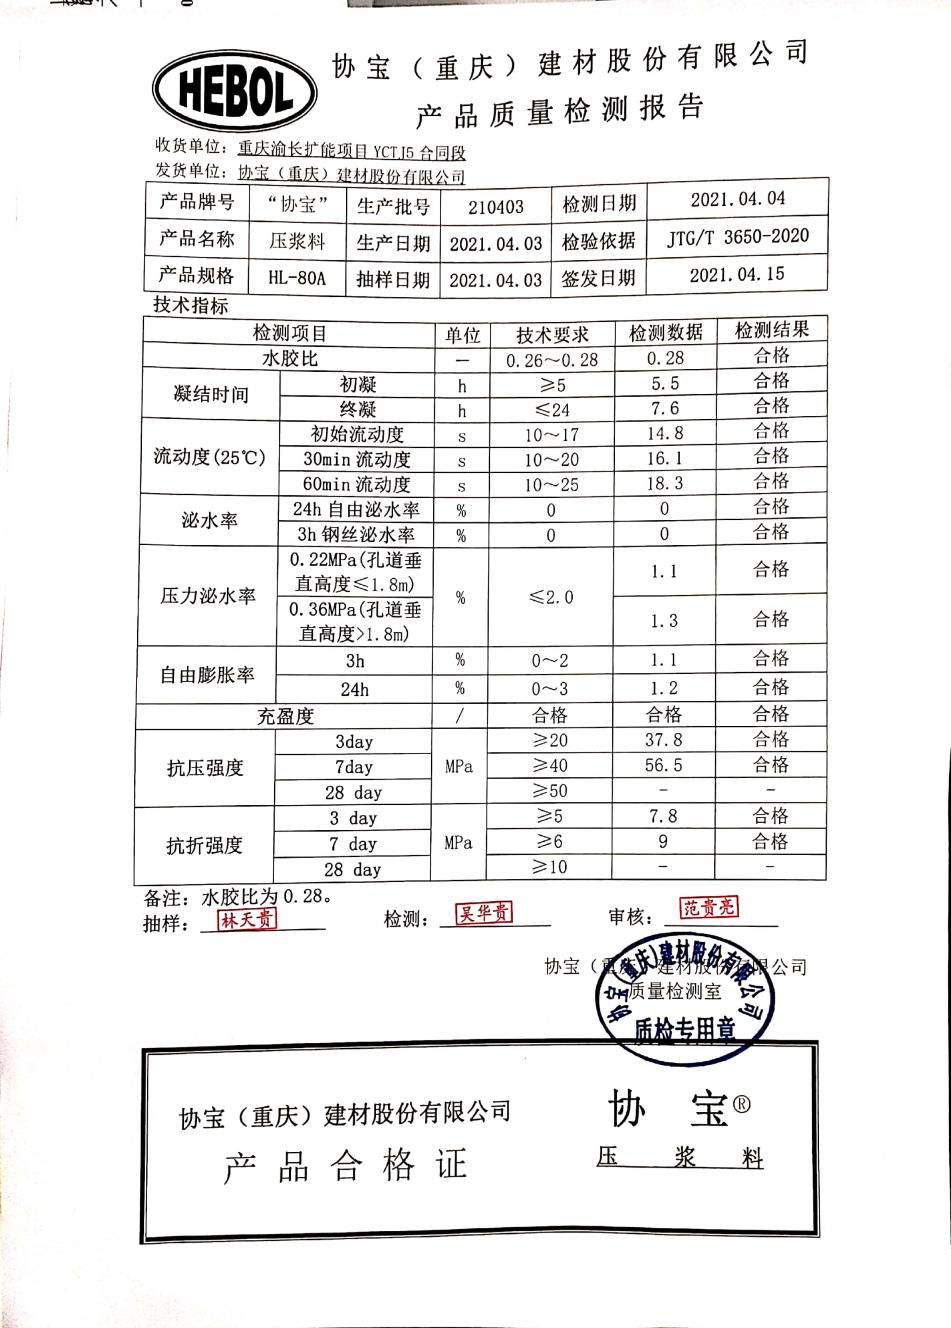 HEBOL
协宝（重庆）建材股份有限公司
产品质量检测报告
收货单位：重庆渝长扩能项目 YCTJ5 合同段
发货单位：协宝（重庆）建材股份有限公司
产品牌号 “协宝” 生产批号 210403 检测日期 2021.04.04
产品名称 压浆料 生产日期 2021.04.03 检验依据 JTG/T 3650-2020
产品规格 HL-80A 抽样日期 2021.04.03 签发日期 2021.04.15
技术指标
检测项目 单位 技术要求 检测数据 检测结果
水胶比 — 0.26～0.28 0.28 合格
凝结时间 初凝 h ≥5 5.5 合格
终凝 h ≤24 7.6 合格
流动度(25℃) 初始流动度 s 10～17 14.8 合格
30min 流动度 s 10～20 16.1 合格
60min 流动度 s 10～25 18.3 合格
泌水率 24h 自由泌水率 % 0 0 合格
3h 钢丝泌水率 % 0 0 合格
压力泌水率 0.22MPa(孔道垂
直高度≤1.8m) % ≤2.0 1.1 合格
0.36MPa(孔道垂
直高度>1.8m) 1.3 合格
自由膨胀率 3h % 0～2 1.1 合格
24h % 0～3 1.2 合格
充盈度 / 合格 合格 合格
抗压强度 3day MPa ≥20 37.8 合格
7day ≥40 56.5 合格
28 day ≥50 - -
抗折强度 3 day MPa ≥5 7.8 合格
7 day ≥6 9 合格
28 day ≥10 - -
备注：水胶比为 0.28。
抽样：林天贵 检测：吴华贵 审核：范贵亮
协宝（重庆）建材股份有限公司
质量检测室
协宝(重庆)建材股份有限公司
质检专用章
协宝（重庆）建材股份有限公司
产品合格证
协宝®
压浆料